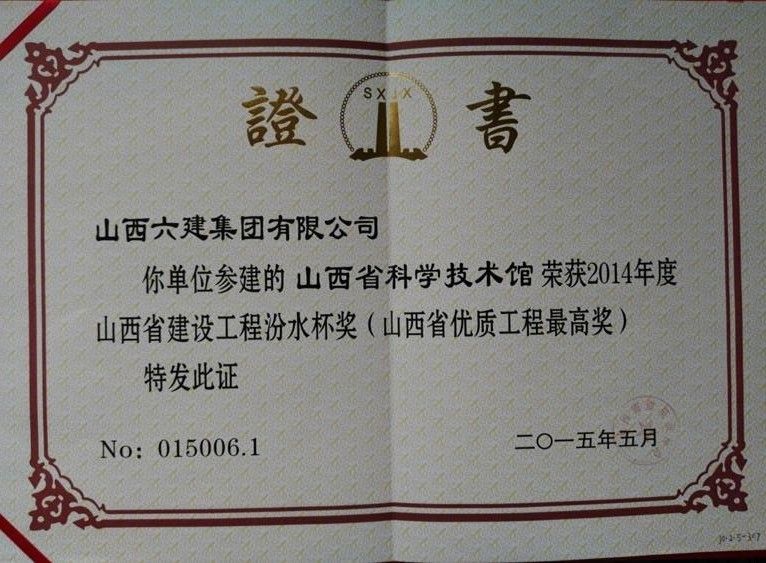 證 SXJX 書
山西六建集团有限公司
你单位参建的 山西省科学技术馆 荣获2014年度
山西省建设工程汾水杯奖（山西省优质工程最高奖）
特发此证
No: 015006.1
二〇一五年五月